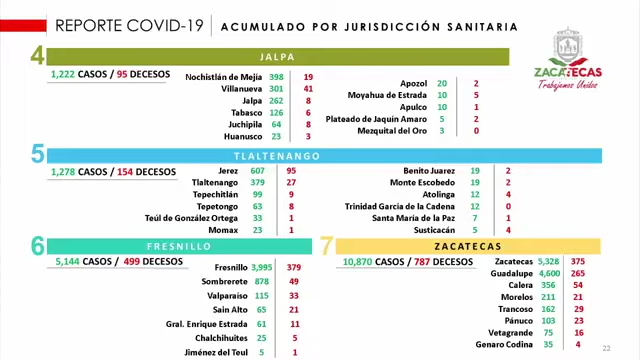 REPORTE COVID-19 ACUMULADO POR JURISDICCIÓN SANITARIA
ZACATECAS
Trabajemos Unidos
4 JALPA
1,222 CASOS / 95 DECESOS
Nochistlán de Mejía 398 19
Villanueva 301 41
Jalpa 262 8
Tabasco 126 6
Juchipila 64 8
Huanusco 23 3
Apozol 20 2
Moyahua de Estrada 10 5
Apulco 10 1
Plateado de Jaquín Amaro 5 2
Mezquital del Oro 3 0
5 TLALTENANGO
1,278 CASOS / 154 DECESOS
Jerez 607 95
Tlaltenango 379 27
Tepechitlán 99 9
Tepetongo 63 8
Teúl de González Ortega 33 1
Momax 23 1
Benito Juarez 19 2
Monte Escobedo 19 2
Atolinga 12 4
Trinidad García de la Cadena 12 0
Santa María de la Paz 7 1
Susticacán 5 4
6 FRESNILLO
5,144 CASOS / 499 DECESOS
Fresnillo 3,995 379
Sombrerete 878 49
Valparaíso 115 33
Sain Alto 65 21
Gral. Enrique Estrada 61 11
Chalchihuites 25 5
Jiménez del Teul 5 1
7 ZACATECAS
10,870 CASOS / 787 DECESOS
Zacatecas 5,328 375
Guadalupe 4,600 265
Calera 356 54
Morelos 211 21
Trancoso 162 29
Pánuco 103 23
Vetagrande 75 16
Genaro Codina 35 4
22